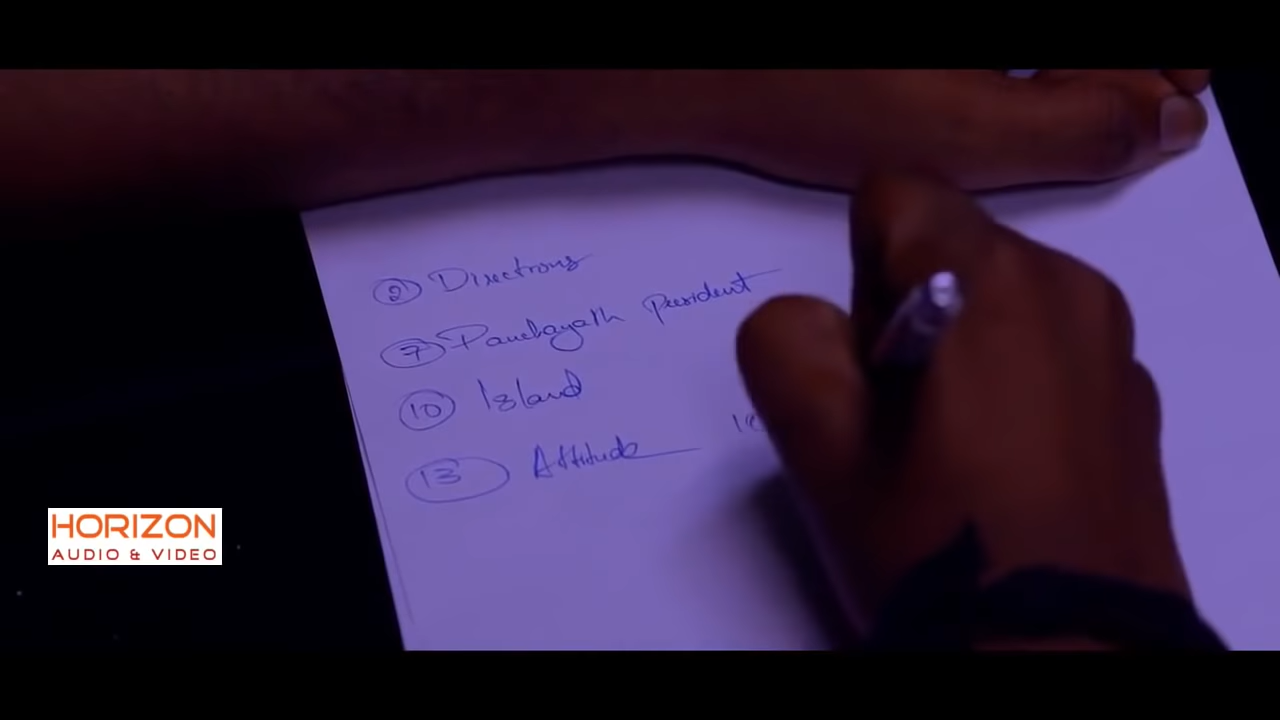 2 Directions
7 Panchayath president
10 Island
13 Attitude
HORIZON
AUDIO & VIDEO